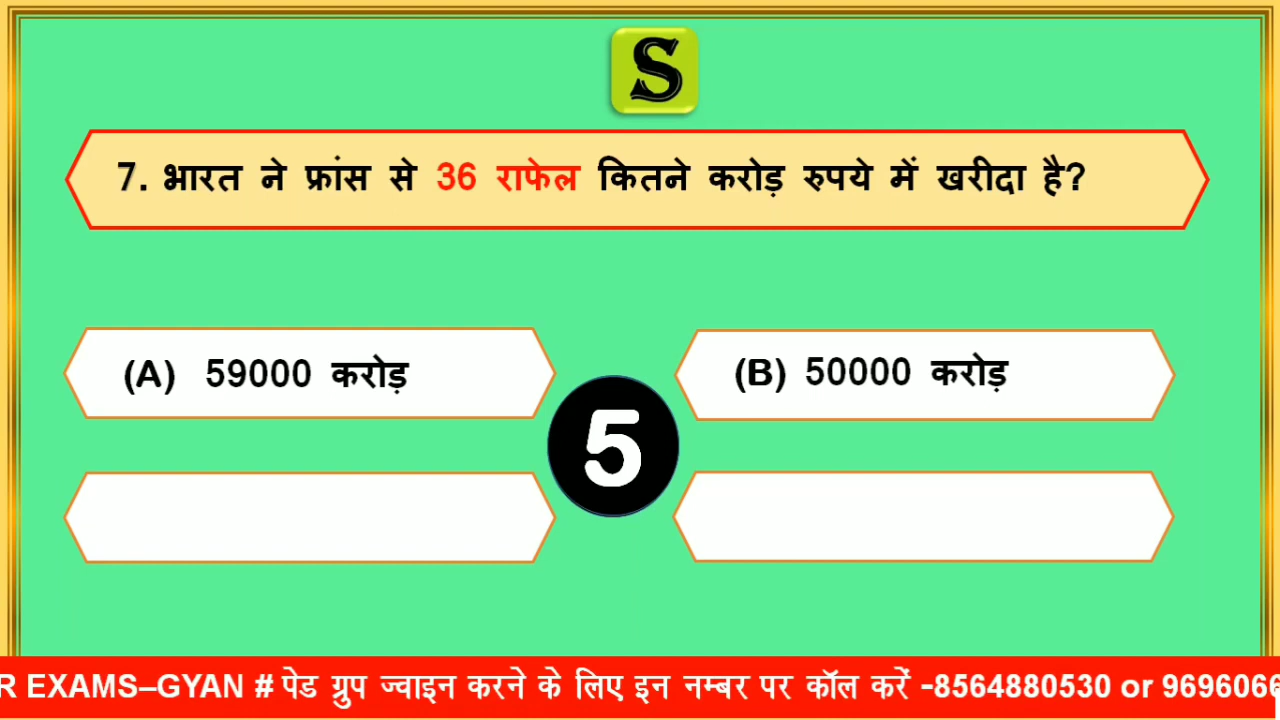 S
7. भारत ने फ्रांस से 36 राफेल कितने करोड़ रुपये में खरीदा है?
(A) 59000 करोड़
(B) 50000 करोड़
5
R EXAMS–GYAN # पेड ग्रुप ज्वाइन करने के लिए इन नम्बर पर कॉल करें -8564880530 or 969606